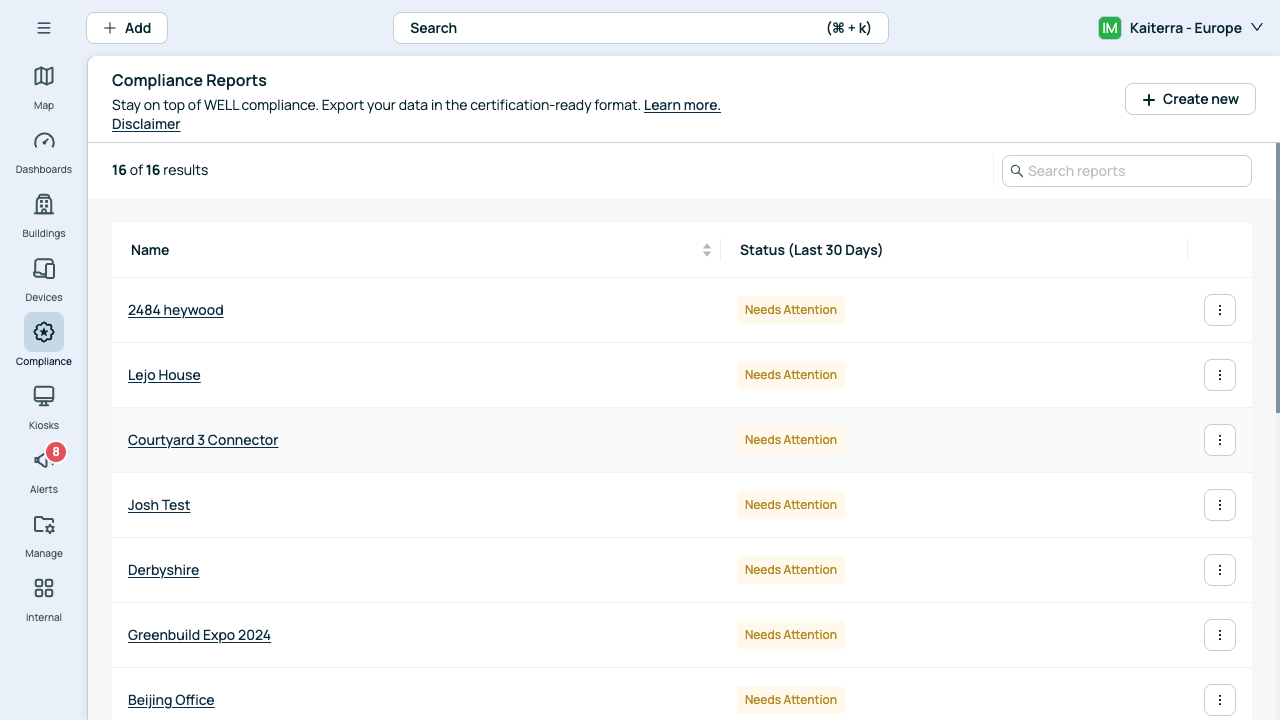 Add
Search
(⌘ + k)
IM
Kaiterra - Europe
Map
Dashboards
Buildings
Devices
Compliance
Kiosks
8
Alerts
Manage
internal
Compliance Reports
Stay on top of WELL compliance. Export your data in the certification-ready format. Learn more.
Disclaimer
Create new
16 of 16 results
Search reports
Name
Status (Last 30 Days)
2484 heywood
Needs Attention
Lejo House
Needs Attention
Courtyard 3 Connector
Needs Attention
Josh Test
Needs Attention
Derbyshire
Needs Attention
Greenbuild Expo 2024
Needs Attention
Beijing Office
Needs Attention